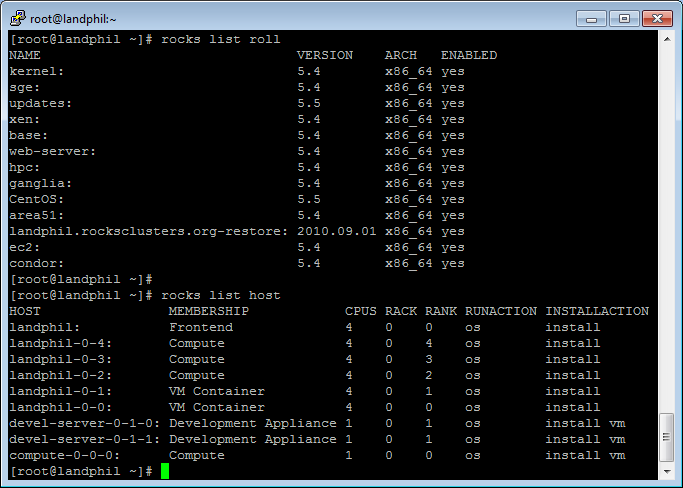 root@landphil:~
[root@landphil ~]# rocks list roll
NAME                                VERSION    ARCH   ENABLED
kernel:                             5.4        x86_64 yes
sge:                                5.4        x86_64 yes
updates:                            5.5        x86_64 yes
xen:                                5.4        x86_64 yes
base:                               5.4        x86_64 yes
web-server:                         5.4        x86_64 yes
hpc:                                5.4        x86_64 yes
ganglia:                            5.4        x86_64 yes
CentOS:                             5.5        x86_64 yes
area51:                             5.4        x86_64 yes
landphil.rocksclusters.org-restore: 2010.09.01 x86_64 yes
ec2:                                5.4        x86_64 yes
condor:                             5.4        x86_64 yes
[root@landphil ~]#
[root@landphil ~]# rocks list host
HOST                MEMBERSHIP            CPUS RACK RANK RUNACTION INSTALLACTION
landphil:           Frontend              4    0    0    os        install
landphil-0-4:       Compute               4    0    4    os        install
landphil-0-3:       Compute               4    0    3    os        install
landphil-0-2:       Compute               4    0    2    os        install
landphil-0-1:       VM Container          4    0    1    os        install
landphil-0-0:       VM Container          4    0    0    os        install
devel-server-0-1-0: Development Appliance 1    0    1    os        install vm
devel-server-0-1-1: Development Appliance 1    0    1    os        install vm
compute-0-0-0:      Compute               1    0    0    os        install vm
[root@landphil ~]#